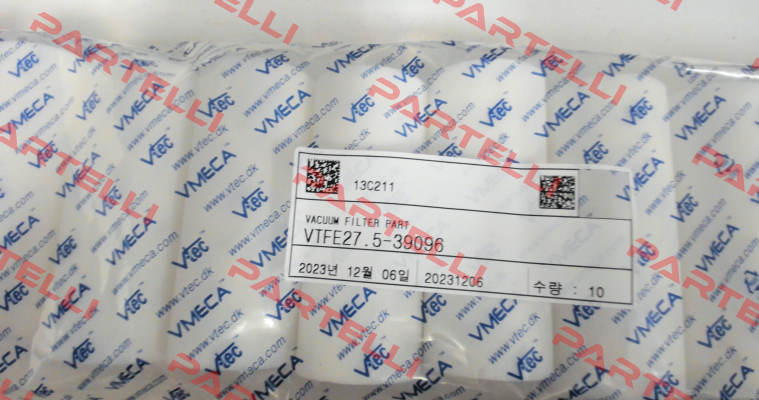 13C211
VACUUM FILTER PART
VTFE27.5-39096
2023년 12월 06일 20231206 수량 : 10
Vtec
VMECA
www.vtec.dk
www.vmeca.com
PARTELLI